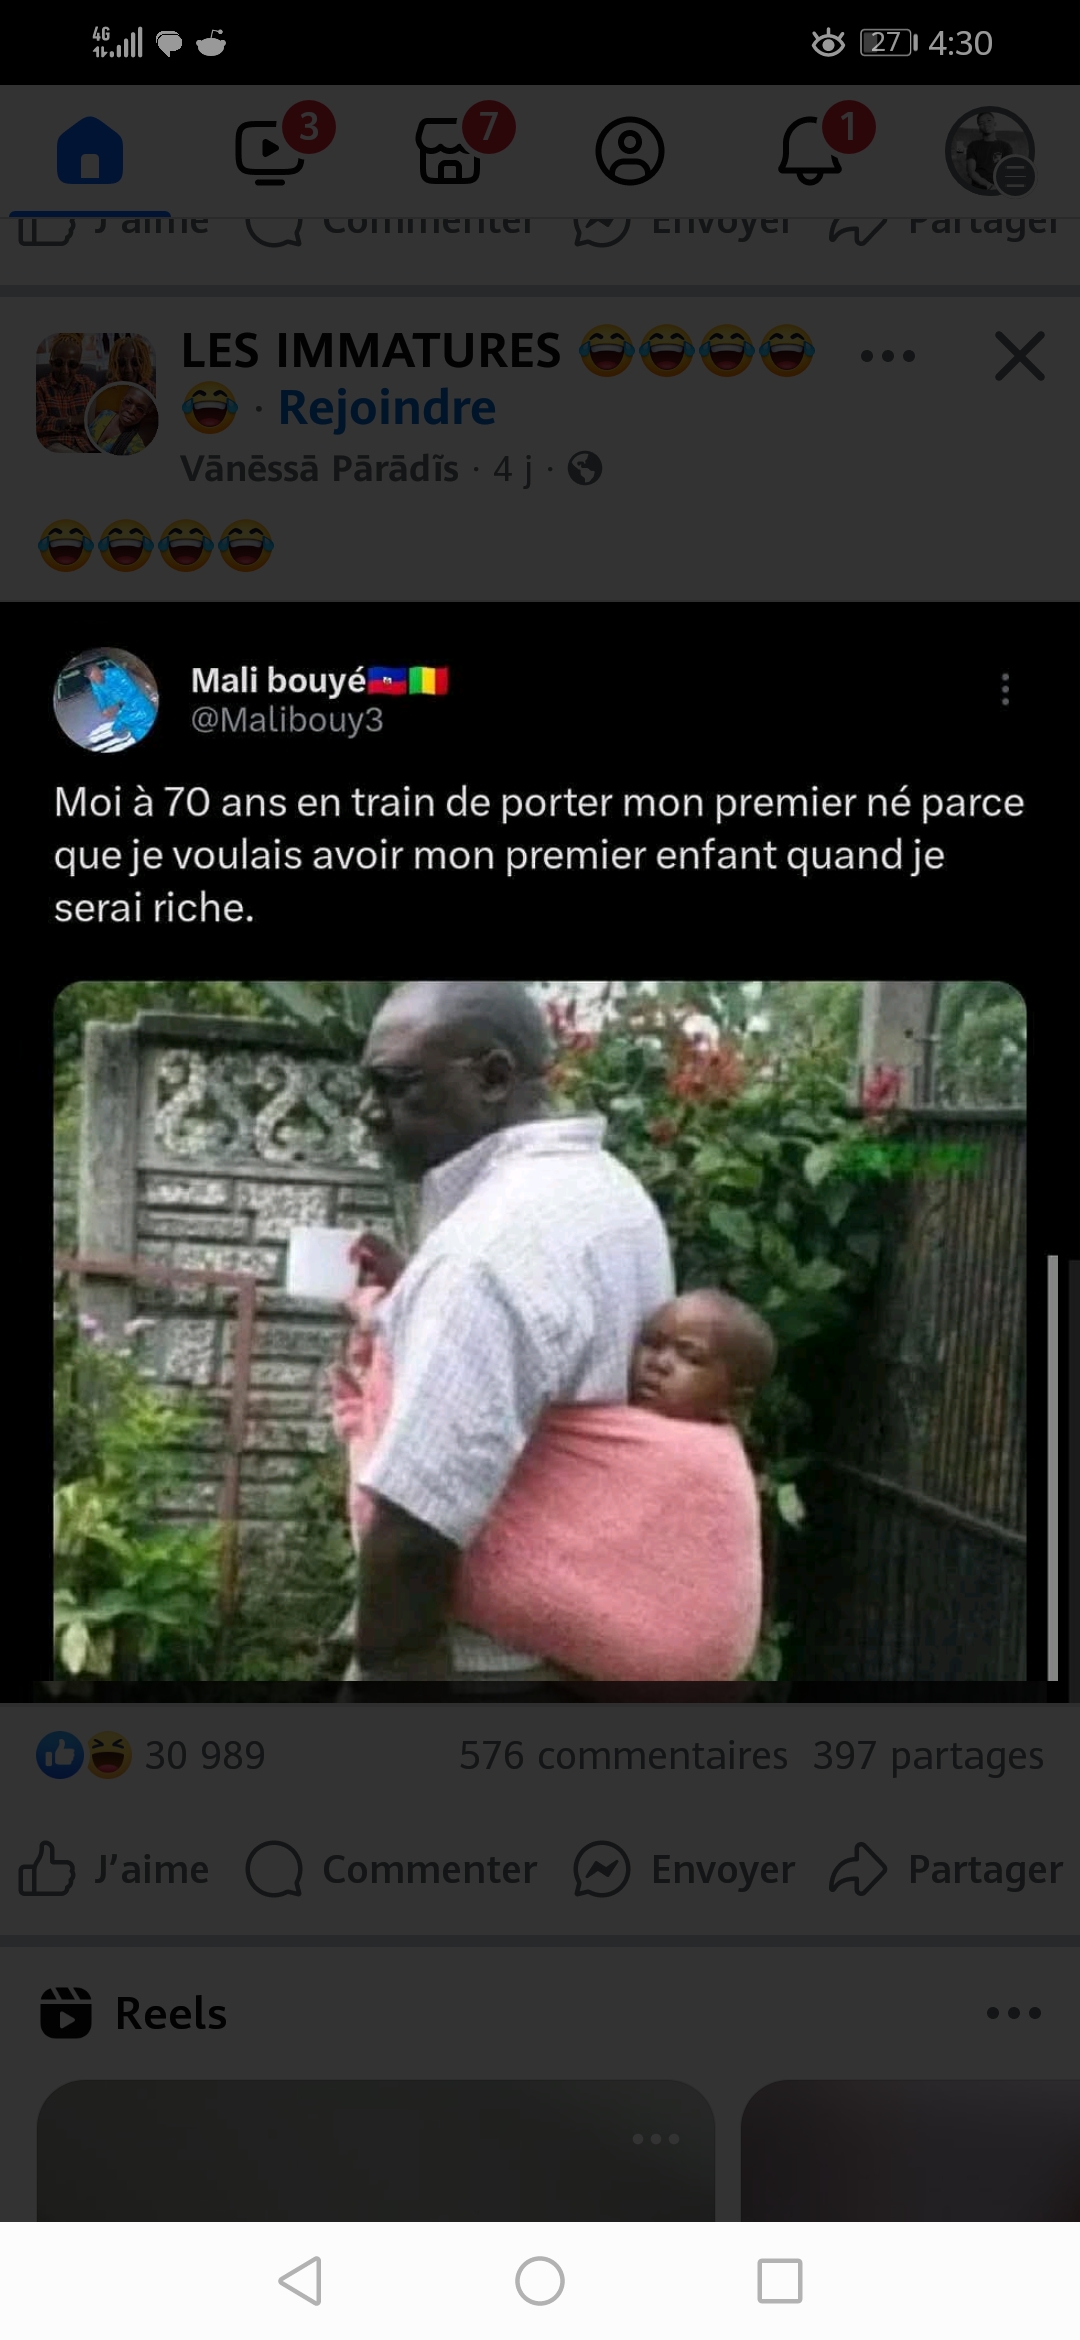 4G
27
4:30
3
7
1
J'aime
Commenter
Envoyer
Partager
LES IMMATURES 😂😂😂😂
😂 · Rejoindre
Vānēssā Pārādĩs · 4 j ·
😂😂😂😂
Mali bouyé🇭🇹🇲🇱
@Malibouy3
Moi à 70 ans en train de porter mon premier né parce
que je voulais avoir mon premier enfant quand je
serai riche.
30 989
576 commentaires 397 partages
J’aime
Commenter
Envoyer
Partager
Reels